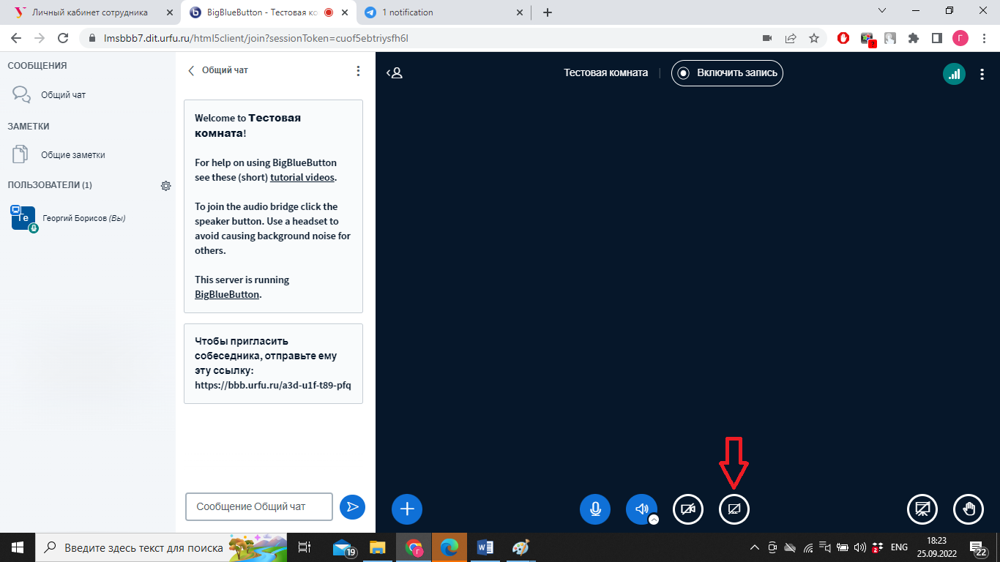 Личный кабинет сотрудника
BigBlueButton - Тестовая ко
1 notification
lmsbbb7.dit.urfu.ru/html5client/join?sessionToken=cuof5ebtriysfh6l
Г
СООБЩЕНИЯ
Общий чат
ЗАМЕТКИ
Общие заметки
ПОЛЬЗОВАТЕЛИ (1)
Те
Георгий Борисов (Вы)
Общий чат
Welcome to Тестовая
комната!
For help on using BigBlueButton
see these (short) tutorial videos.
To join the audio bridge click the
speaker button. Use a headset to
avoid causing background noise for
others.
This server is running
BigBlueButton.
Чтобы пригласить
собеседника, отправьте ему
эту ссылку:
https://bbb.urfu.ru/a3d-u1f-t89-pfq
Сообщение Общий чат
Тестовая комната
Включить запись
Введите здесь текст для поиска
19
Г
ENG
18:23
25.09.2022
22